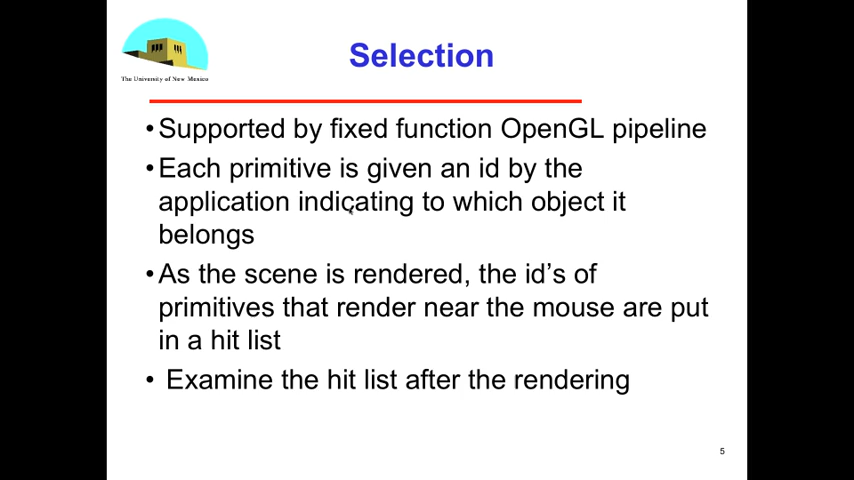 The University of New Mexico
Selection
•Supported by fixed function OpenGL pipeline
•Each primitive is given an id by the
application indicating to which object it
belongs
•As the scene is rendered, the id’s of
primitives that render near the mouse are put
in a hit list
• Examine the hit list after the rendering
5